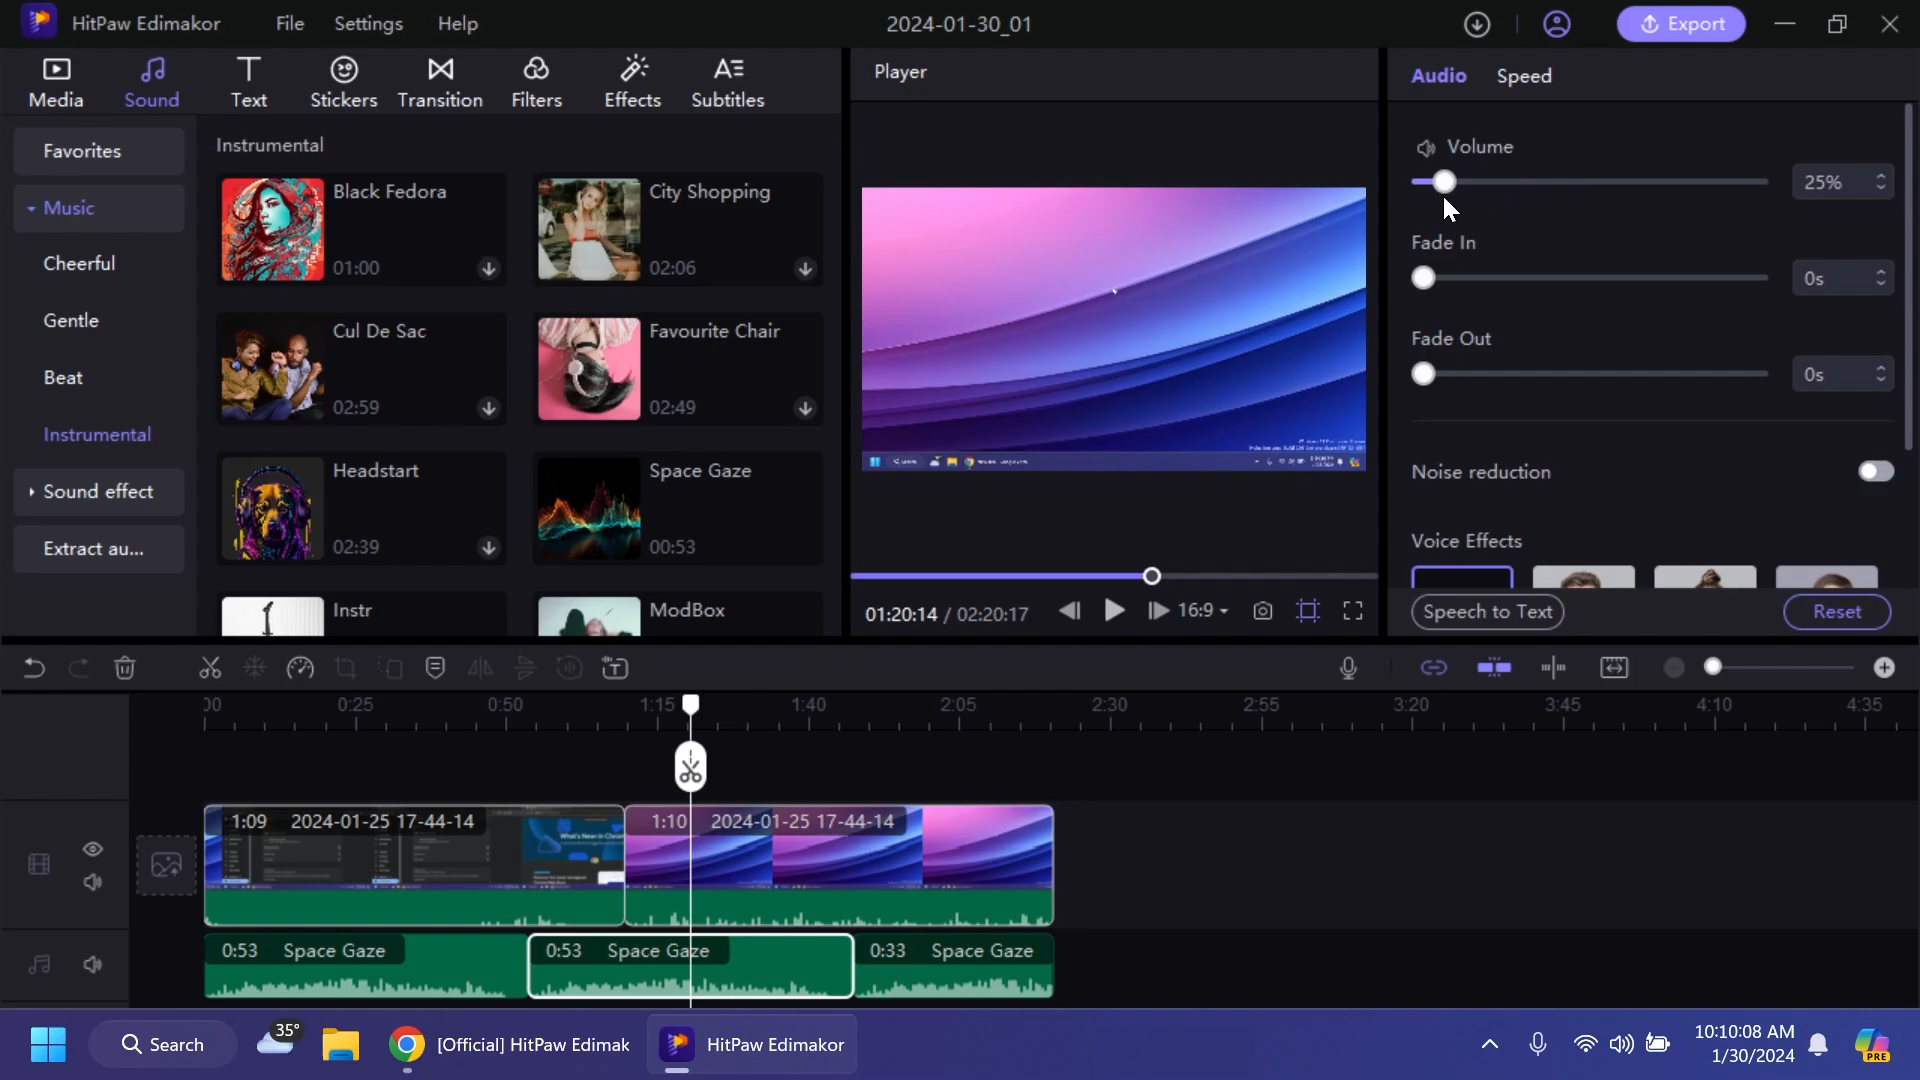 HitPaw Edimakor
File
Settings
Help
2024-01-30_01
Export
Media
Sound
Text
Stickers
Transition
Filters
Effects
Subtitles
Favorites
Music
Cheerful
Gentle
Beat
Instrumental
Sound effect
Extract au...
Instrumental
Black Fedora
01:00
City Shopping
02:06
Cul De Sac
02:59
Favourite Chair
02:49
Headstart
02:39
Space Gaze
00:53
Instr
ModBox
Player
01:20:14 / 02:20:17
16:9
Audio
Speed
Volume
25%
Fade In
0s
Fade Out
0s
Noise reduction
Voice Effects
Speech to Text
Reset
00 0:25 0:50 1:15 1:40 2:05 2:30 2:55 3:20 3:45 4:10 4:35
1:09 2024-01-25 17-44-14
1:10 2024-01-25 17-44-14
What's New in Chrom
0:53 Space Gaze
0:53 Space Gaze
0:33 Space Gaze
Search
35°
[Official] HitPaw Edimak
HitPaw Edimakor
10:10:08 AM
1/30/2024
PRE